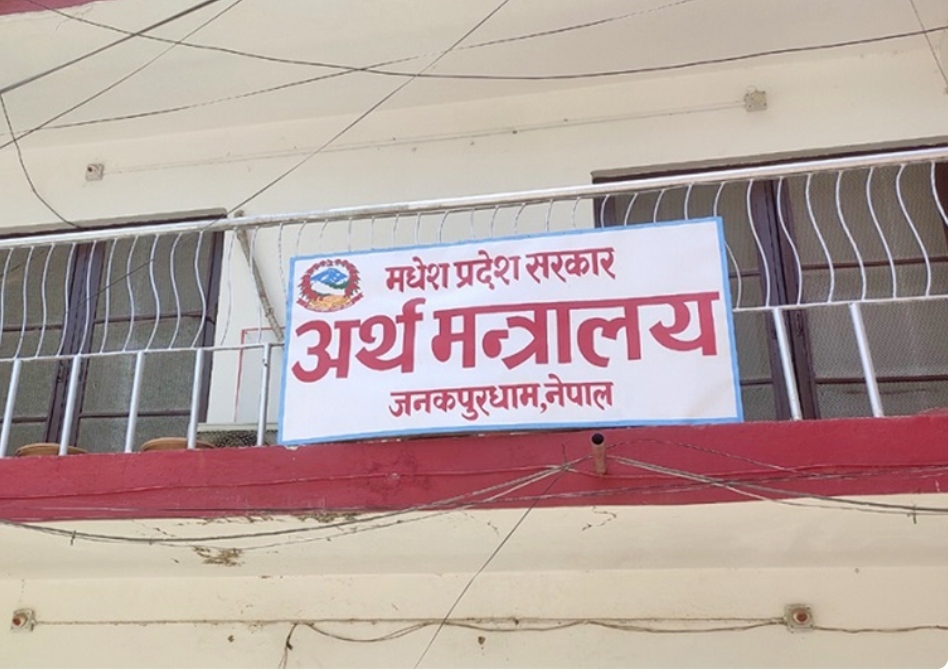 मधेश प्रदेश सरकार
अर्थ मन्त्रालय
जनकपुरधाम,नेपाल